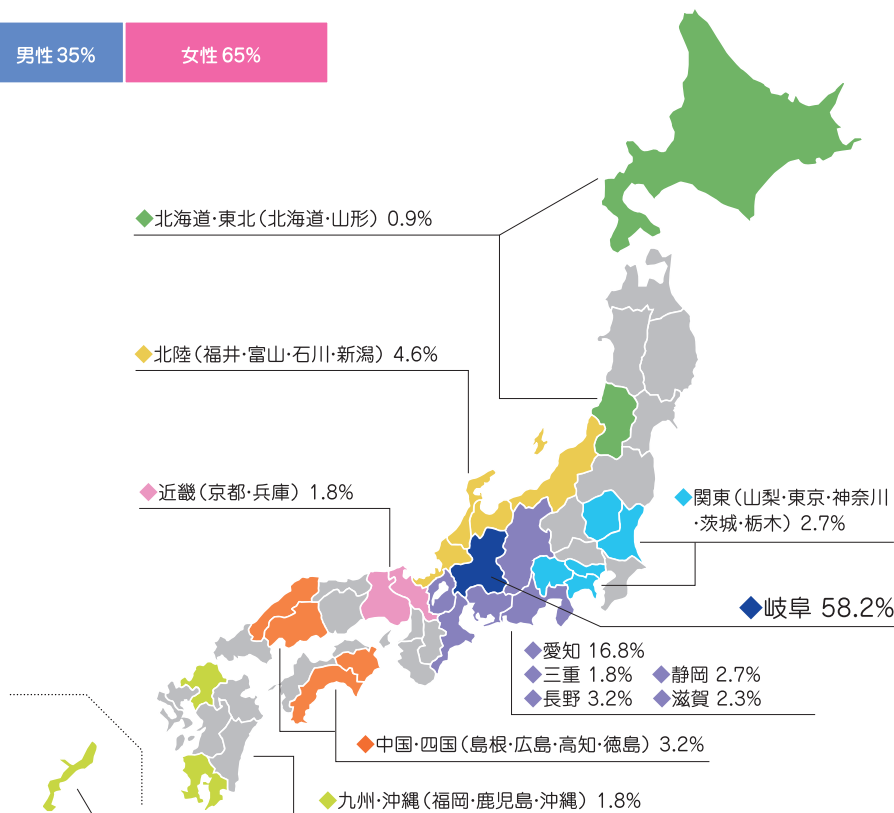 男性 35%
女性 65%
◆北海道・東北（北海道・山形） 0.9%
◆北陸（福井・富山・石川・新潟） 4.6%
◆近畿（京都・兵庫） 1.8%
◆関東（山梨・東京・神奈川
・茨城・栃木） 2.7%
◆岐阜 58.2%
◆愛知 16.8%
◆三重 1.8% ◆静岡 2.7%
◆長野 3.2% ◆滋賀 2.3%
◆中国・四国（島根・広島・高知・徳島） 3.2%
◆九州・沖縄（福岡・鹿児島・沖縄） 1.8%